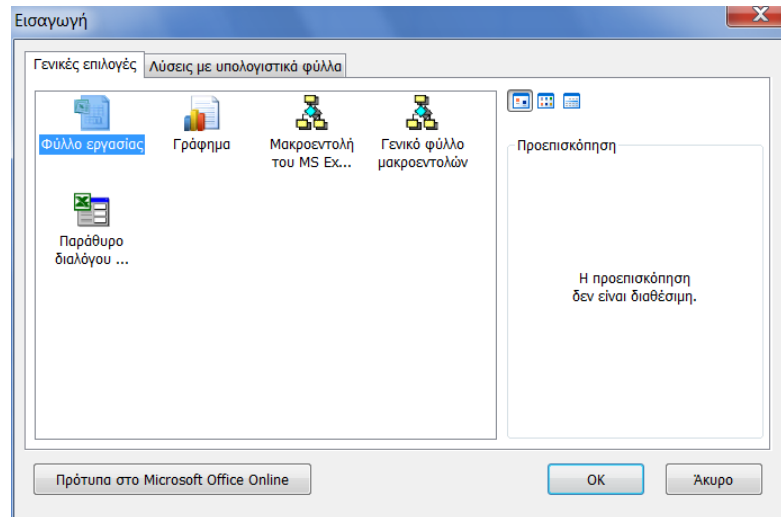 Εισαγωγή
Γενικές επιλογές
Λύσεις με υπολογιστικά φύλλα
Φύλλο εργασίας
Γράφημα
Μακροεντολή
του MS Ex...
Γενικό φύλλο
μακροεντολών
Παράθυρο
διαλόγου ...
Προεπισκόπηση
Η προεπισκόπηση
δεν είναι διαθέσιμη.
Πρότυπα στο Microsoft Office Online
OK
Άκυρο